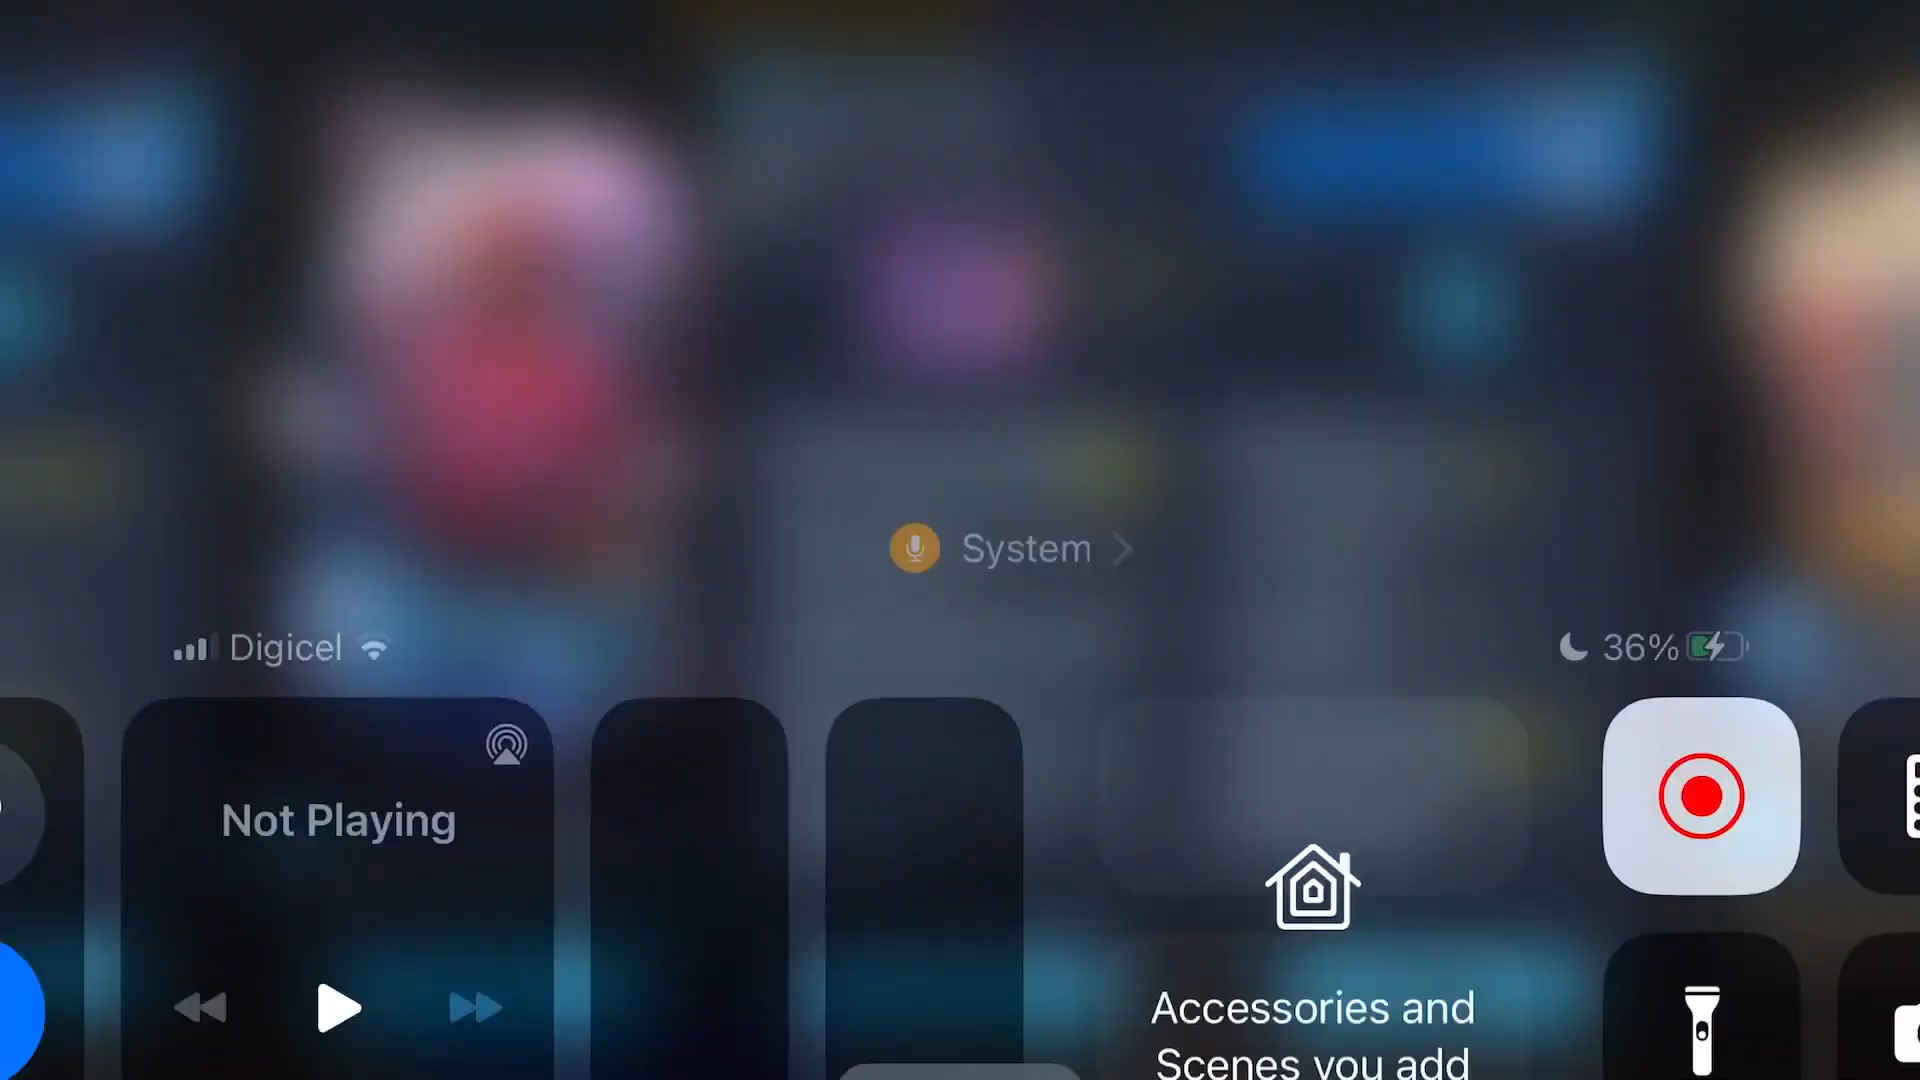 System
Digicel
36%
Not Playing
Accessories and
Scenes you add